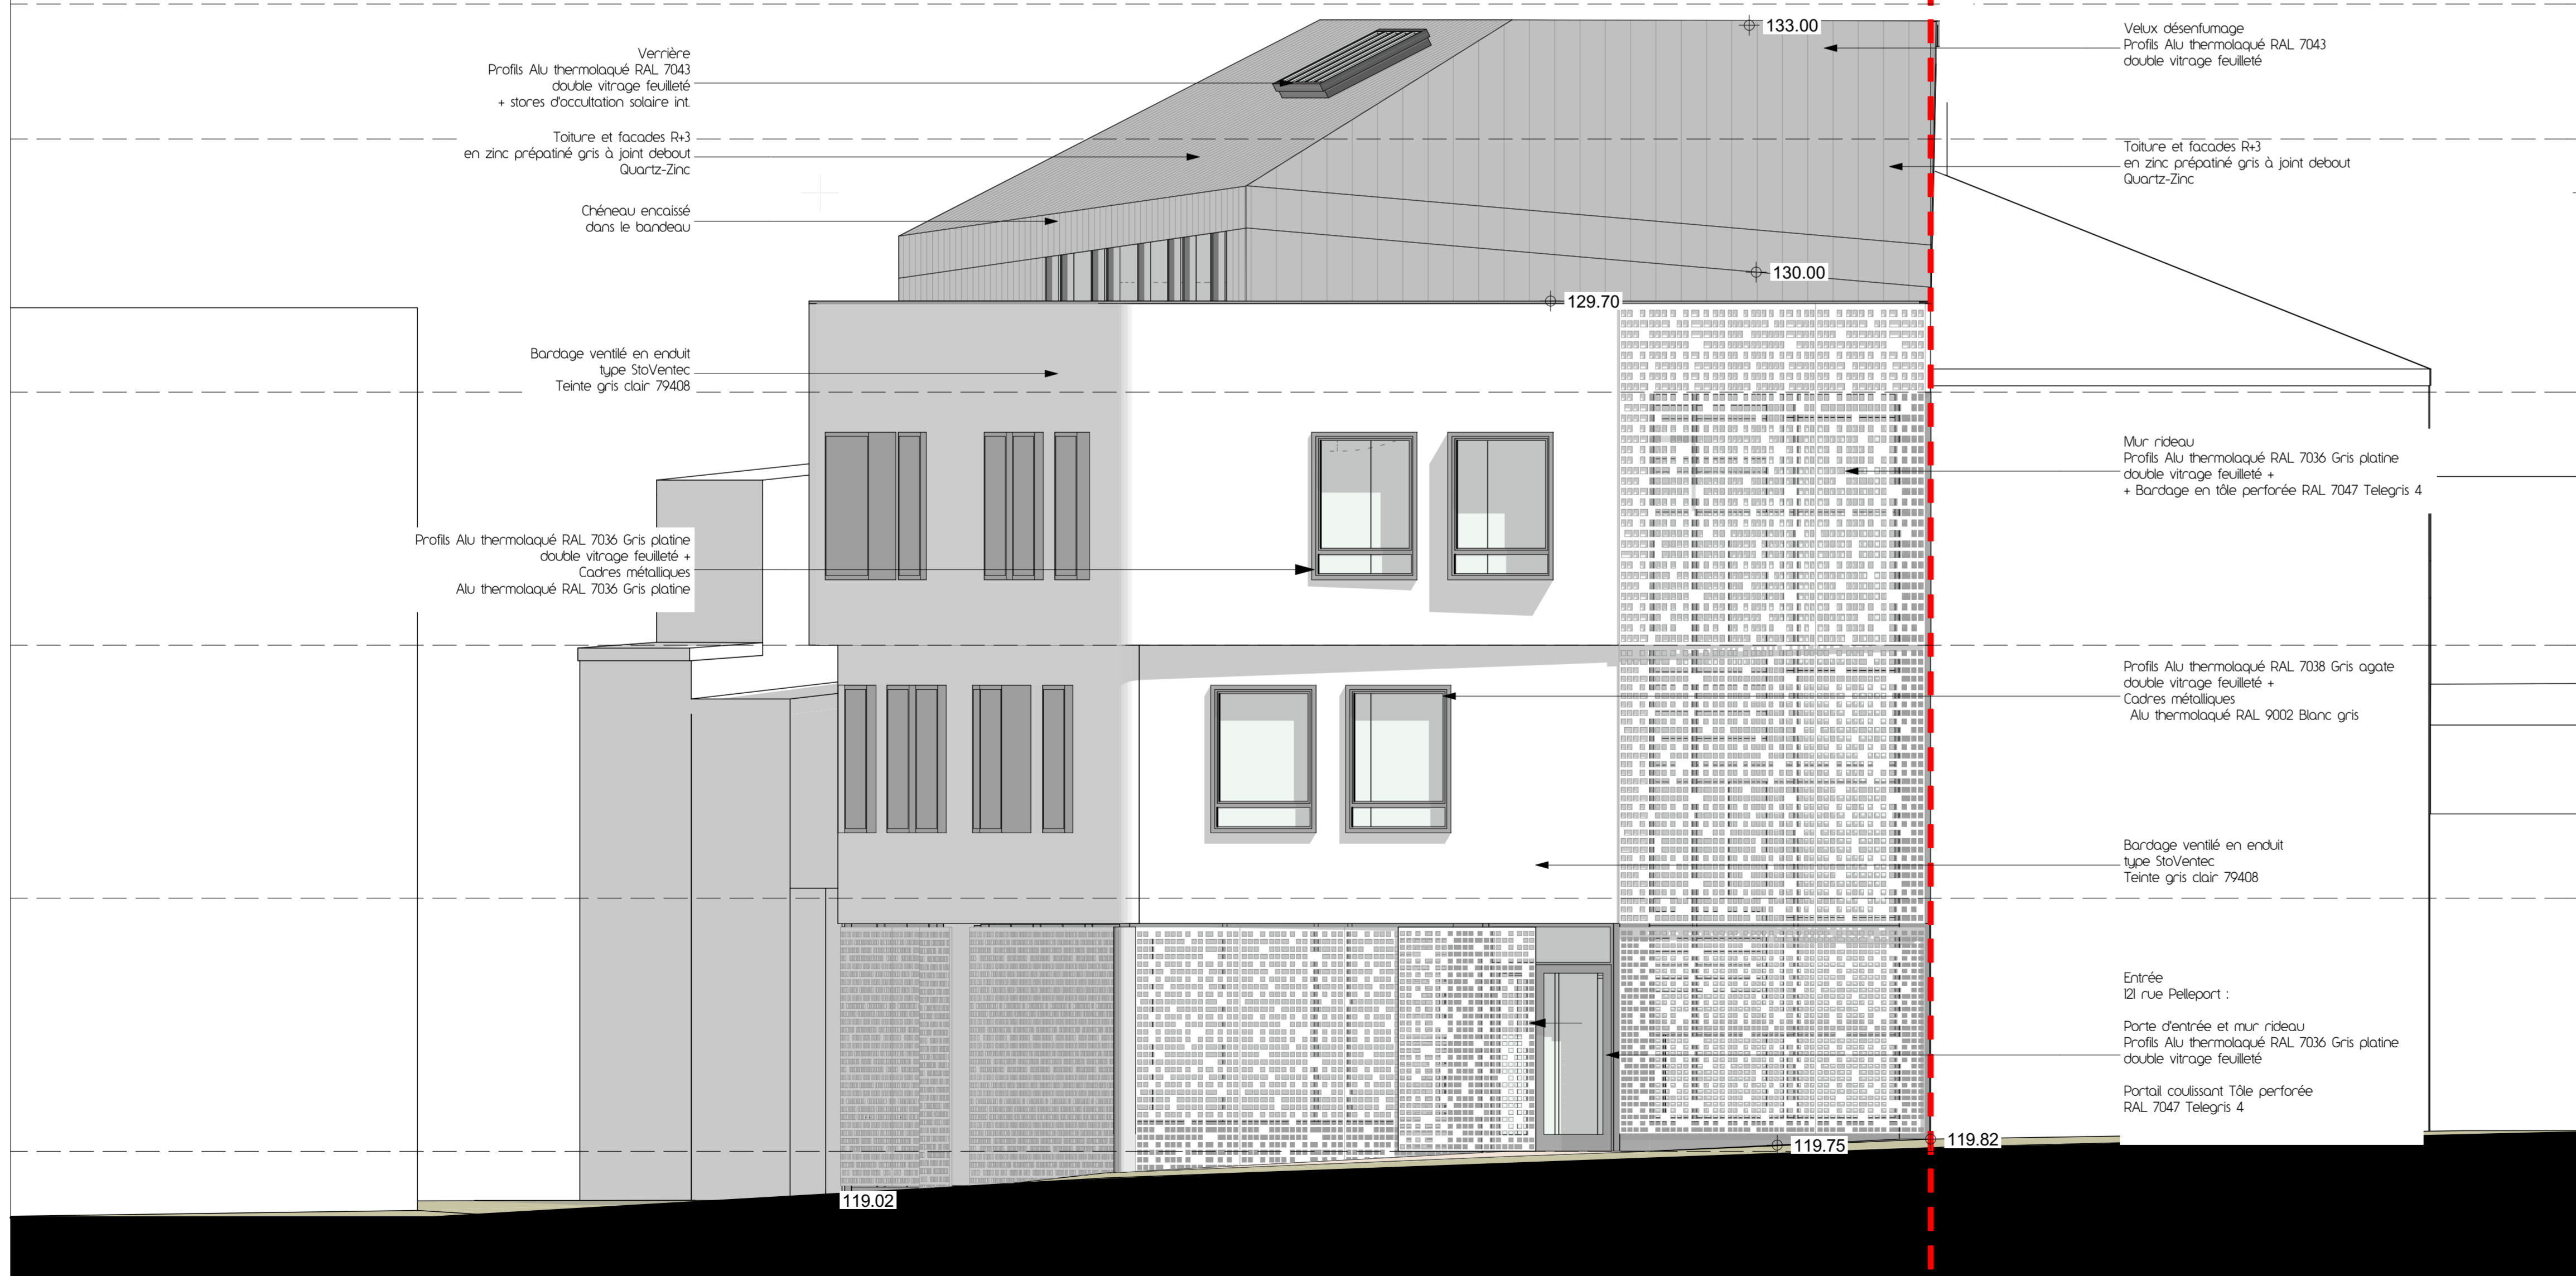 Verrière
Profils Alu thermolaqué RAL 7043
double vitrage feuilleté
+ stores d'occultation solaire int.
Toiture et facades R+3
en zinc prépatiné gris à joint debout
Quartz-Zinc
Chéneau encaissé
dans le bandeau
Bardage ventilé en enduit
type StoVentec
Teinte gris clair 79408
Profils Alu thermolaqué RAL 7036 Gris platine
double vitrage feuilleté +
Cadres métalliques
Alu thermolaqué RAL 7036 Gris platine
133.00
130.00
129.70
119.75
119.82
119.02
Velux désenfumage
Profils Alu thermolaqué RAL 7043
double vitrage feuilleté
Toiture et facades R+3
en zinc prépatiné gris à joint debout
Quartz-Zinc
Mur rideau
Profils Alu thermolaqué RAL 7036 Gris platine
double vitrage feuilleté +
+ Bardage en tôle perforée RAL 7047 Telegris 4
Profils Alu thermolaqué RAL 7038 Gris agate
double vitrage feuilleté +
Cadres métalliques
Alu thermolaqué RAL 9002 Blanc gris
Bardage ventilé en enduit
type StoVentec
Teinte gris clair 79408
Entrée
121 rue Pelleport :
Porte d'entrée et mur rideau
Profils Alu thermolaqué RAL 7036 Gris platine
double vitrage feuilleté
Portail coulissant Tôle perforée
RAL 7047 Telegris 4